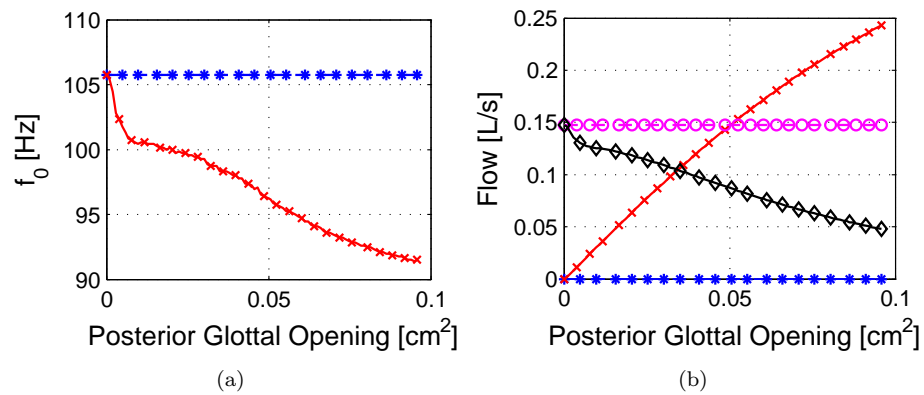 110
105
100
95
90
f₀ [Hz]
0
0.05
0.1
Posterior Glottal Opening [cm²]
(a)
0.25
0.2
0.15
0.1
0.05
0
Flow [L/s]
0
0.05
0.1
Posterior Glottal Opening [cm²]
(b)